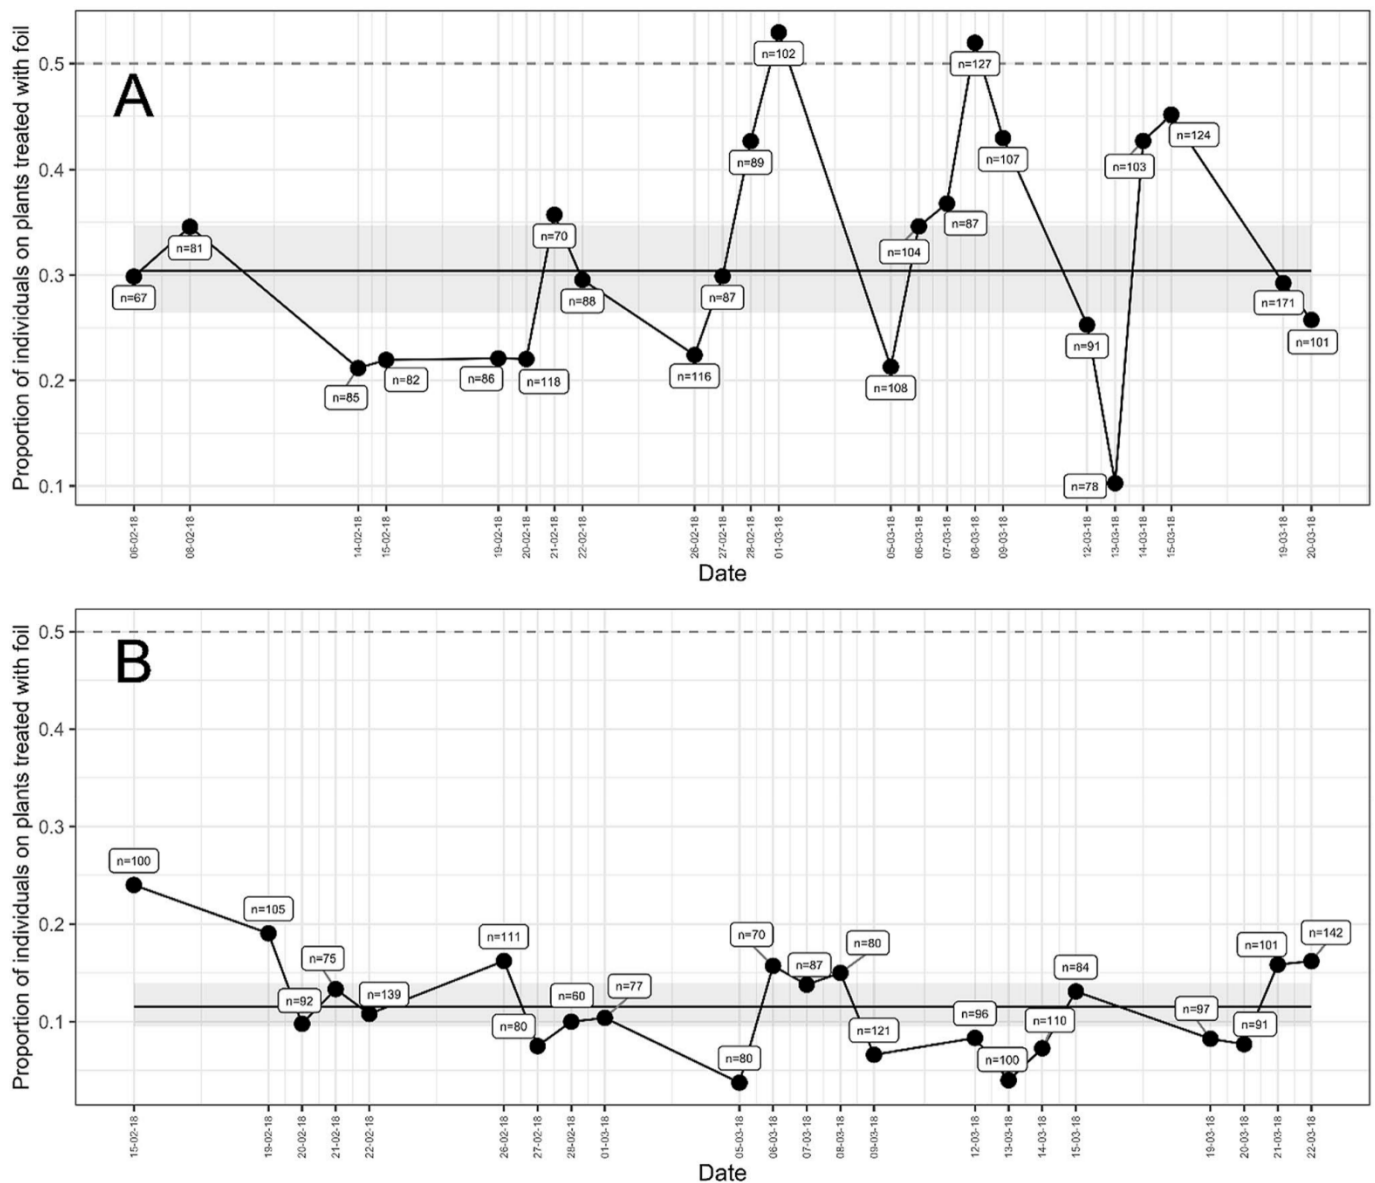 A
Proportion of individuals on plants treated with foil
0.5
0.4
0.3
0.2
0.1
n=67
n=81
n=85
n=82
n=86
n=118
n=70
n=88
n=116
n=87
n=89
n=102
n=108
n=104
n=87
n=127
n=107
n=91
n=78
n=103
n=124
n=171
n=101
06-02-18
08-02-18
14-02-18
15-02-18
19-02-18
20-02-18
21-02-18
22-02-18
26-02-18
27-02-18
28-02-18
01-03-18
05-03-18
06-03-18
07-03-18
08-03-18
09-03-18
12-03-18
13-03-18
14-03-18
15-03-18
19-03-18
20-03-18
Date
B
Proportion of individuals on plants treated with foil
0.5
0.4
0.3
0.2
0.1
n=100
n=105
n=92
n=75
n=139
n=111
n=80
n=60
n=77
n=80
n=70
n=87
n=80
n=121
n=96
n=100
n=110
n=84
n=97
n=91
n=101
n=142
15-02-18
19-02-18
20-02-18
21-02-18
22-02-18
26-02-18
27-02-18
28-02-18
01-03-18
05-03-18
06-03-18
07-03-18
08-03-18
09-03-18
12-03-18
13-03-18
14-03-18
15-03-18
19-03-18
20-03-18
21-03-18
22-03-18
Date